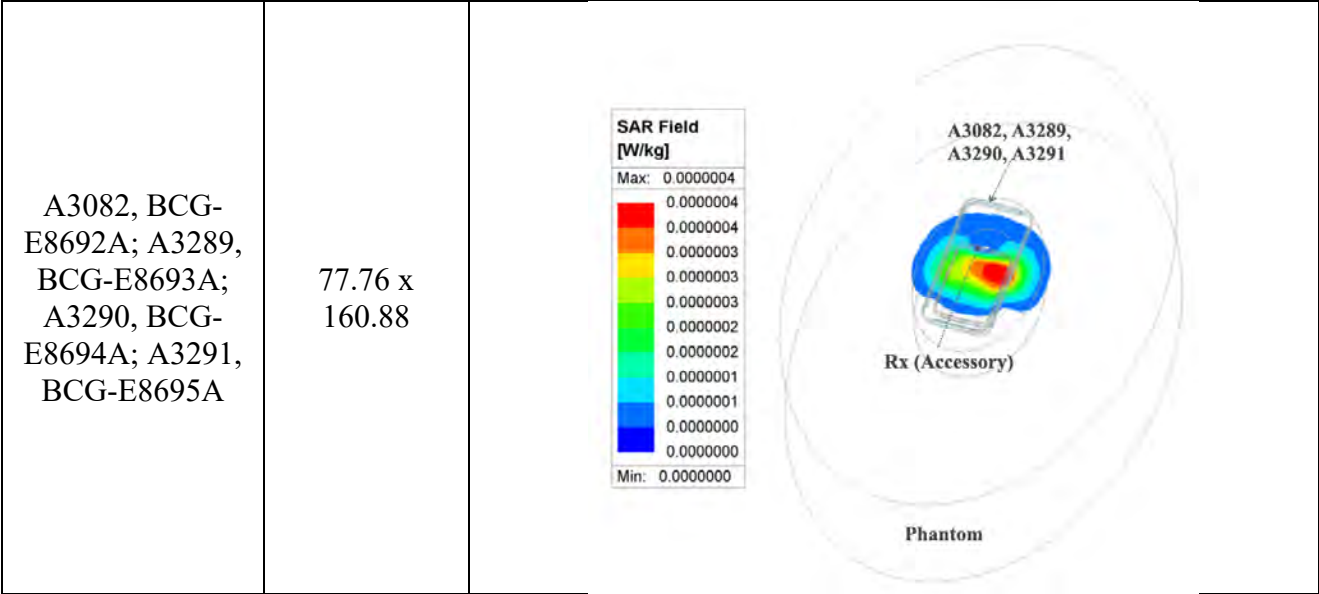 A3082, BCG-
E8692A; A3289,
BCG-E8693A;
A3290, BCG-
E8694A; A3291,
BCG-E8695A
77.76 x
160.88
SAR Field
[W/kg]
Max: 0.0000004
0.0000004
0.0000004
0.0000003
0.0000003
0.0000003
0.0000002
0.0000002
0.0000001
0.0000001
0.0000000
0.0000000
Min: 0.0000000
A3082, A3289,
A3290, A3291
Rx (Accessory)
Phantom